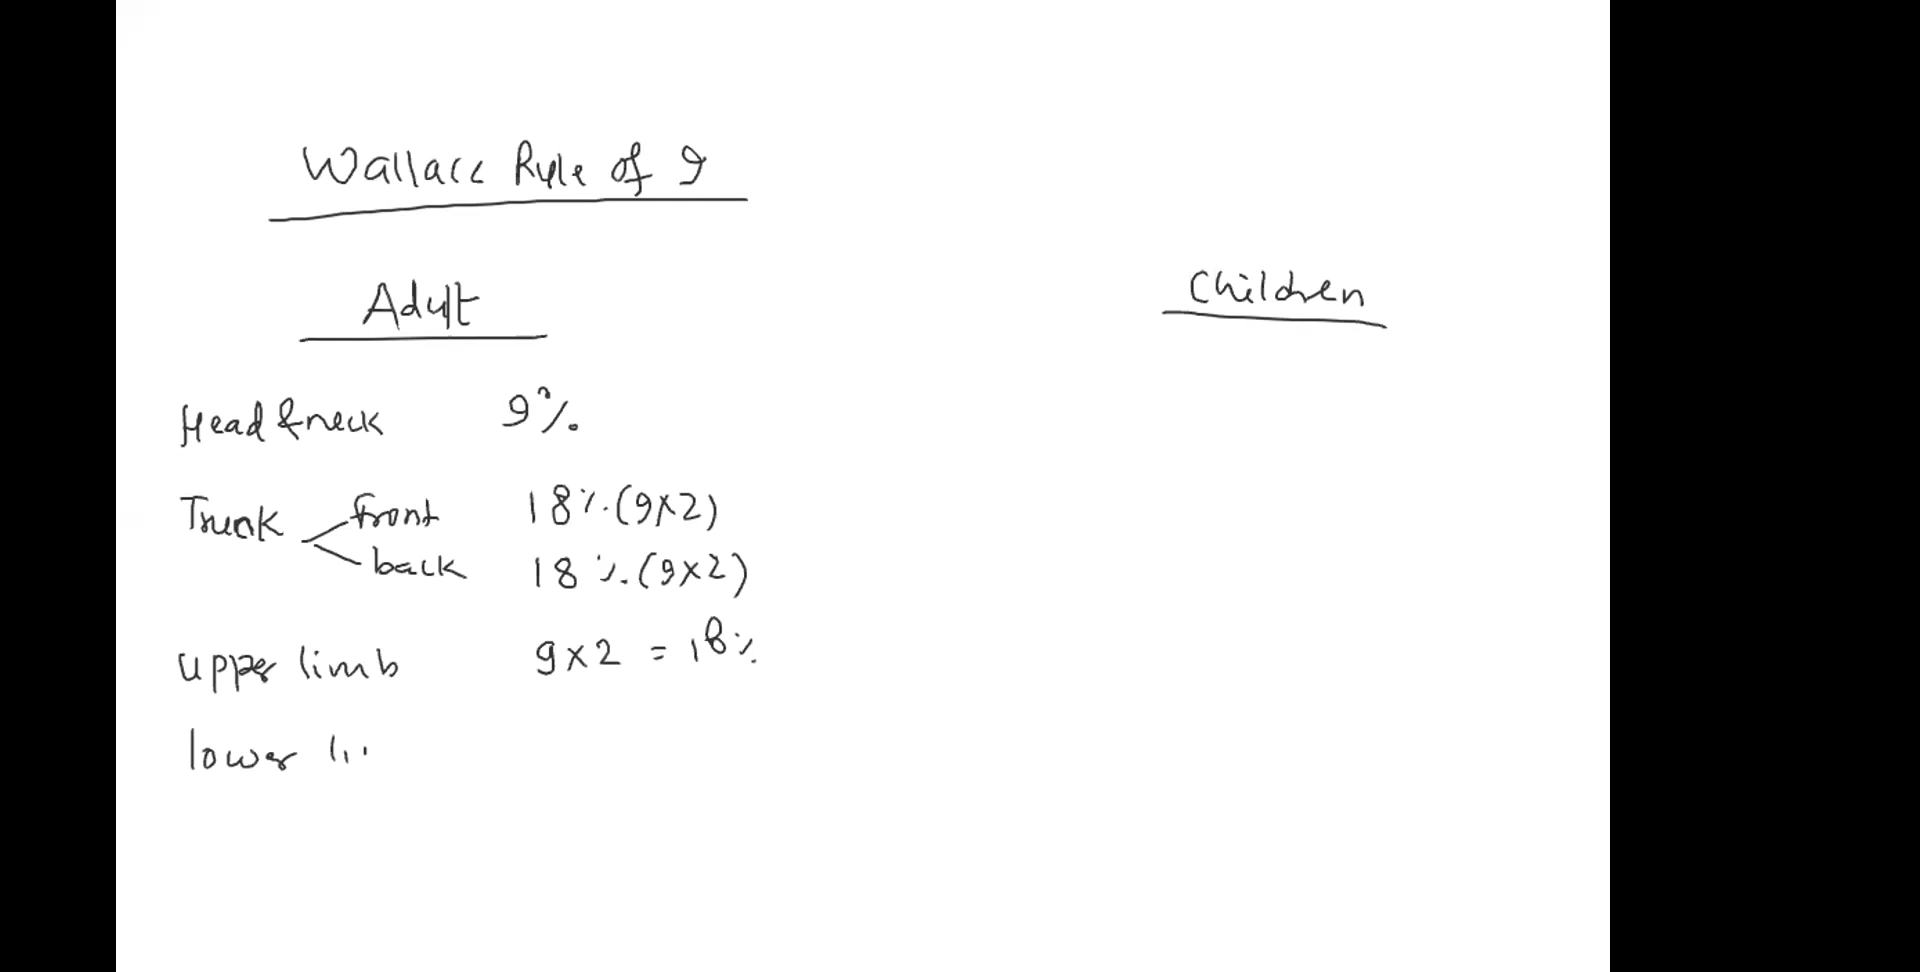 Wallace Rule of 9
Adult
Children
Head & neck 9%.
Trunk front 18%.(9x2)
back 18%.(9x2)
upper limb 9x2 = 18%.
lower